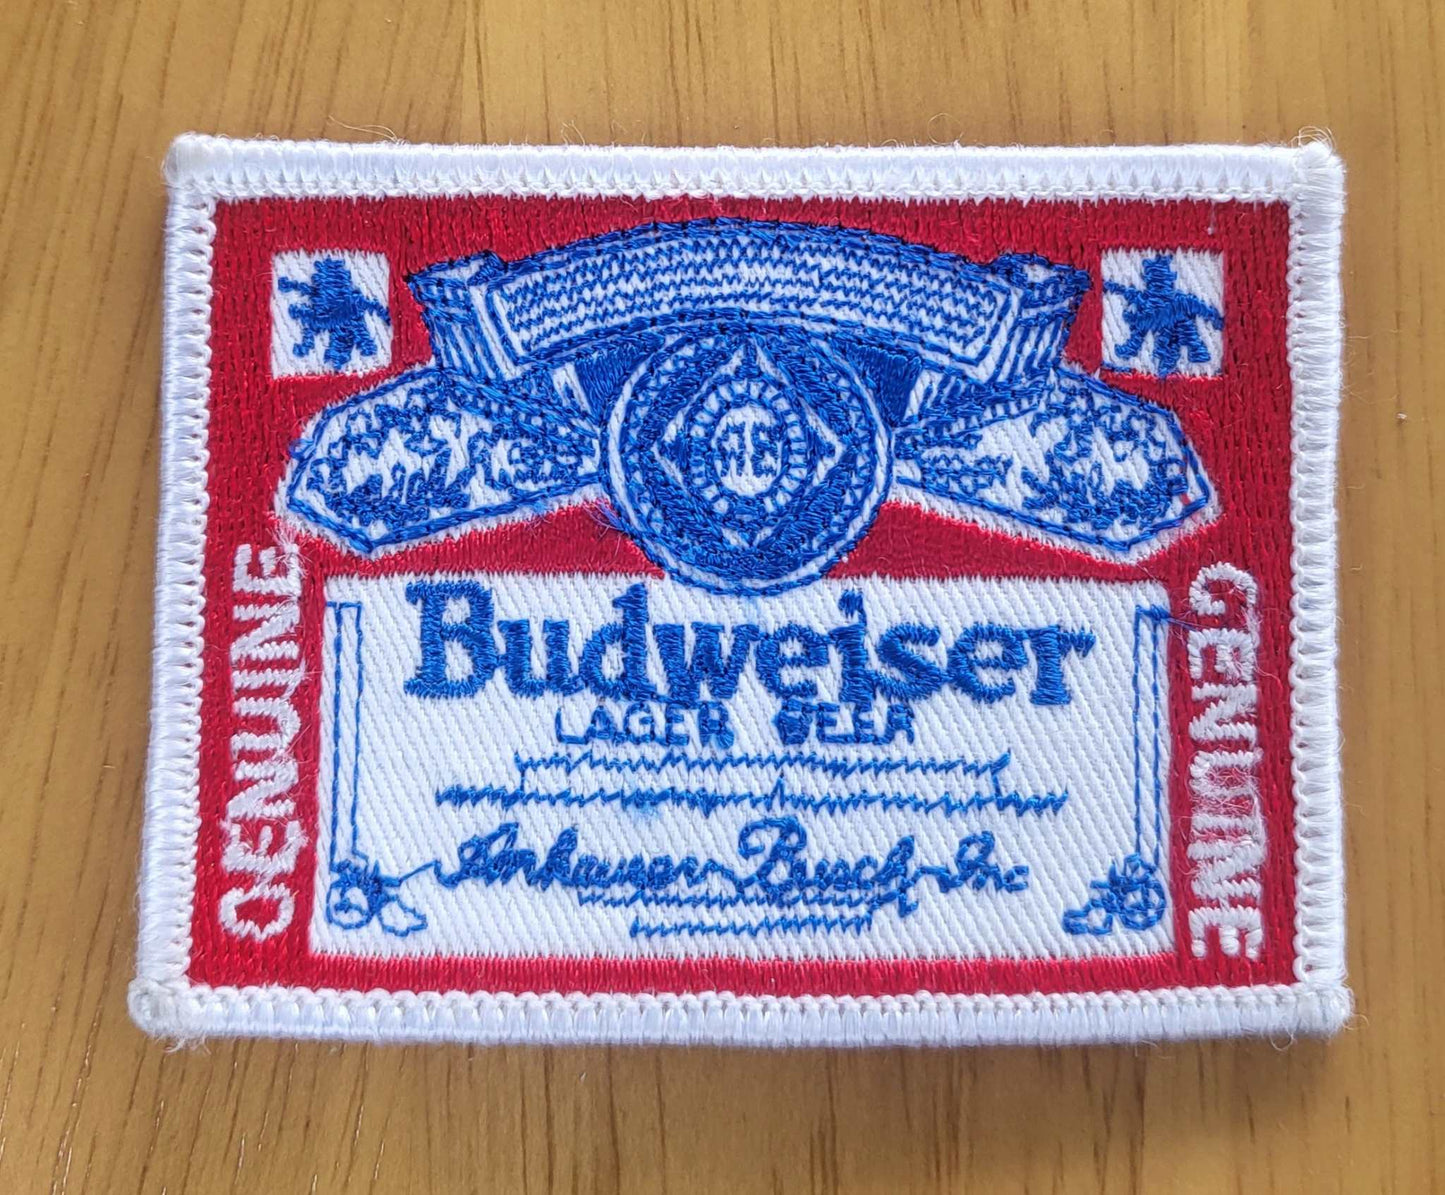 GENUINE
Budweiser
LAGER BEER
Anheuser-Busch, Inc
GENUINE